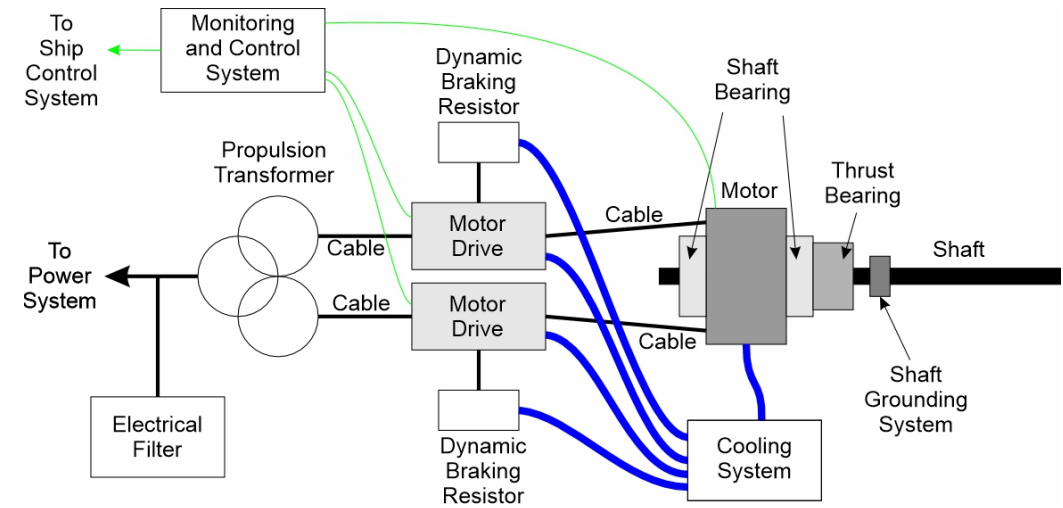 To
Ship
Control
System
Monitoring
and Control
System
Dynamic
Braking
Resistor
Shaft
Bearing
Propulsion
Transformer
Thrust
Bearing
Motor
Motor
Drive
Cable
Cable
To
Power
System
Shaft
Cable
Motor
Drive
Cable
Shaft
Grounding
System
Electrical
Filter
Dynamic
Braking
Resistor
Cooling
System